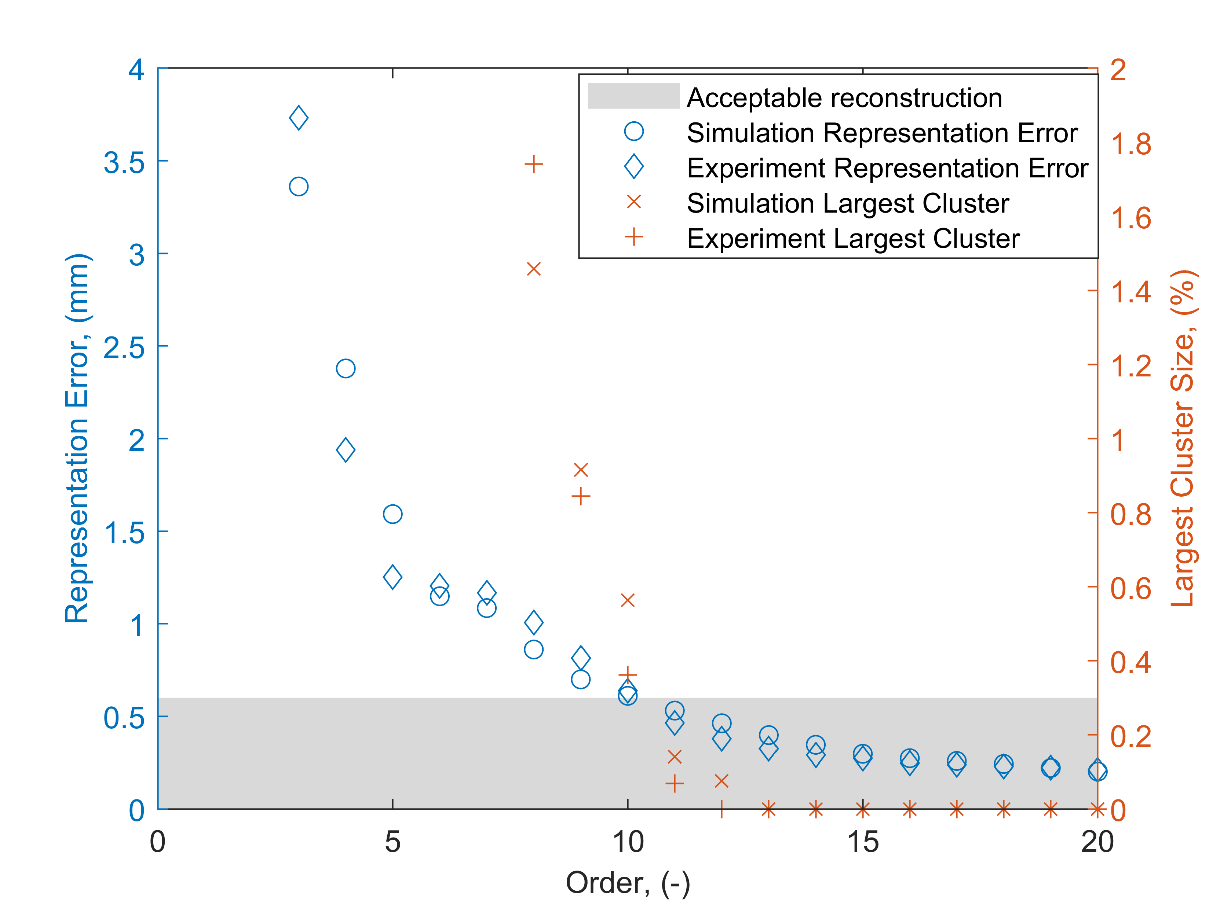 Acceptable reconstruction
Simulation Representation Error
Experiment Representation Error
Simulation Largest Cluster
Experiment Largest Cluster
Representation Error, (mm)
4
3.5
3
2.5
2
1.5
1
0.5
0
2
1.8
1.6
1.4
1.2
1
0.8
0.6
0.4
0.2
0
Largest Cluster Size, (%)
0 5 10 15 20
Order, (-)